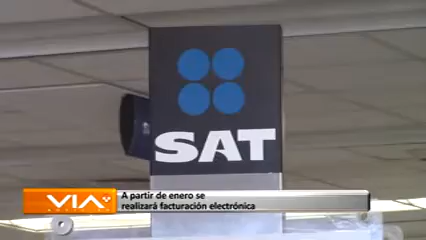 SAT
VIA
A partir de enero se
realizará facturación electrónica